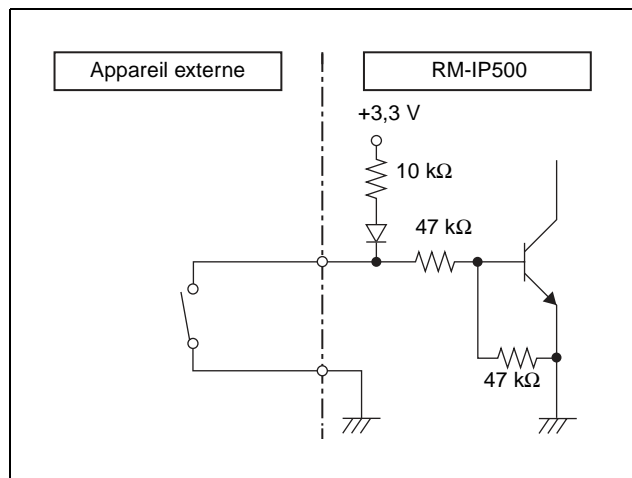 Appareil externe
RM-IP500
+3,3 V
10 kΩ
47 kΩ
47 kΩ